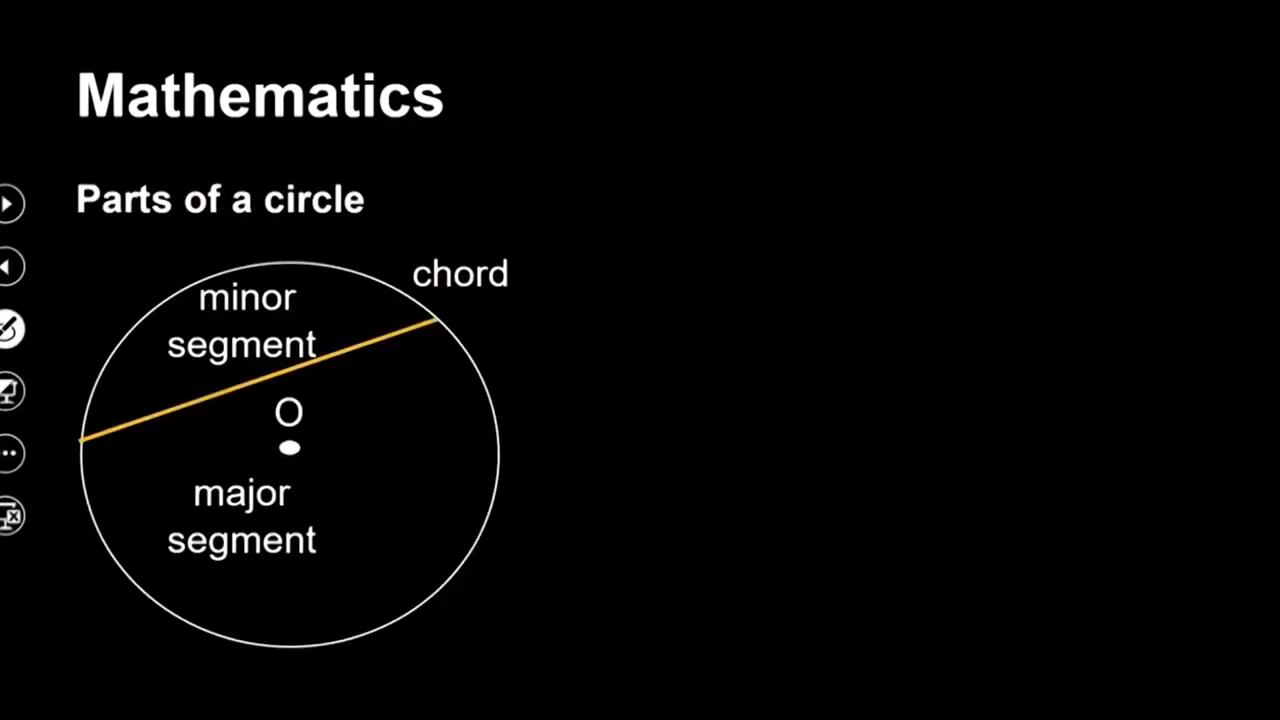 Mathematics
Parts of a circle
chord
minor
segment
O
major
segment